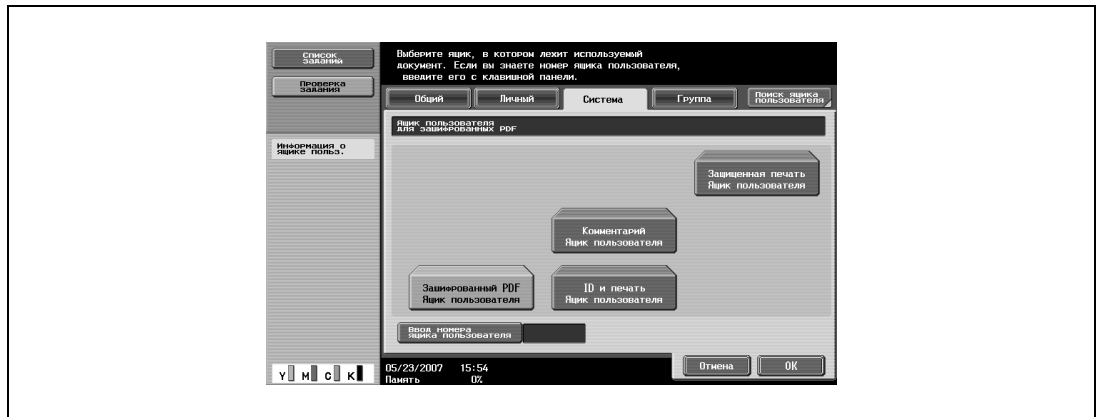 Список
заданий
Проверка
задания
Информация о
ящике польз.
Выберите ящик, в котором лежит используемый
документ. Если вы знаете номер ящика пользователя,
введите его с клавишной панели.
Общий
Личный
Система
Группа
Поиск ящика
пользователя
Ящик пользователя
для зашифрованных PDF
Защищенная печать
Ящик пользователя
Комментарий
Ящик пользователя
Зашифрованный PDF
Ящик пользователя
ID и печать
Ящик пользователя
Ввод номера
ящика пользователя
Отмена
OK
Y M C K
05/23/2007 15:54
Память 0%